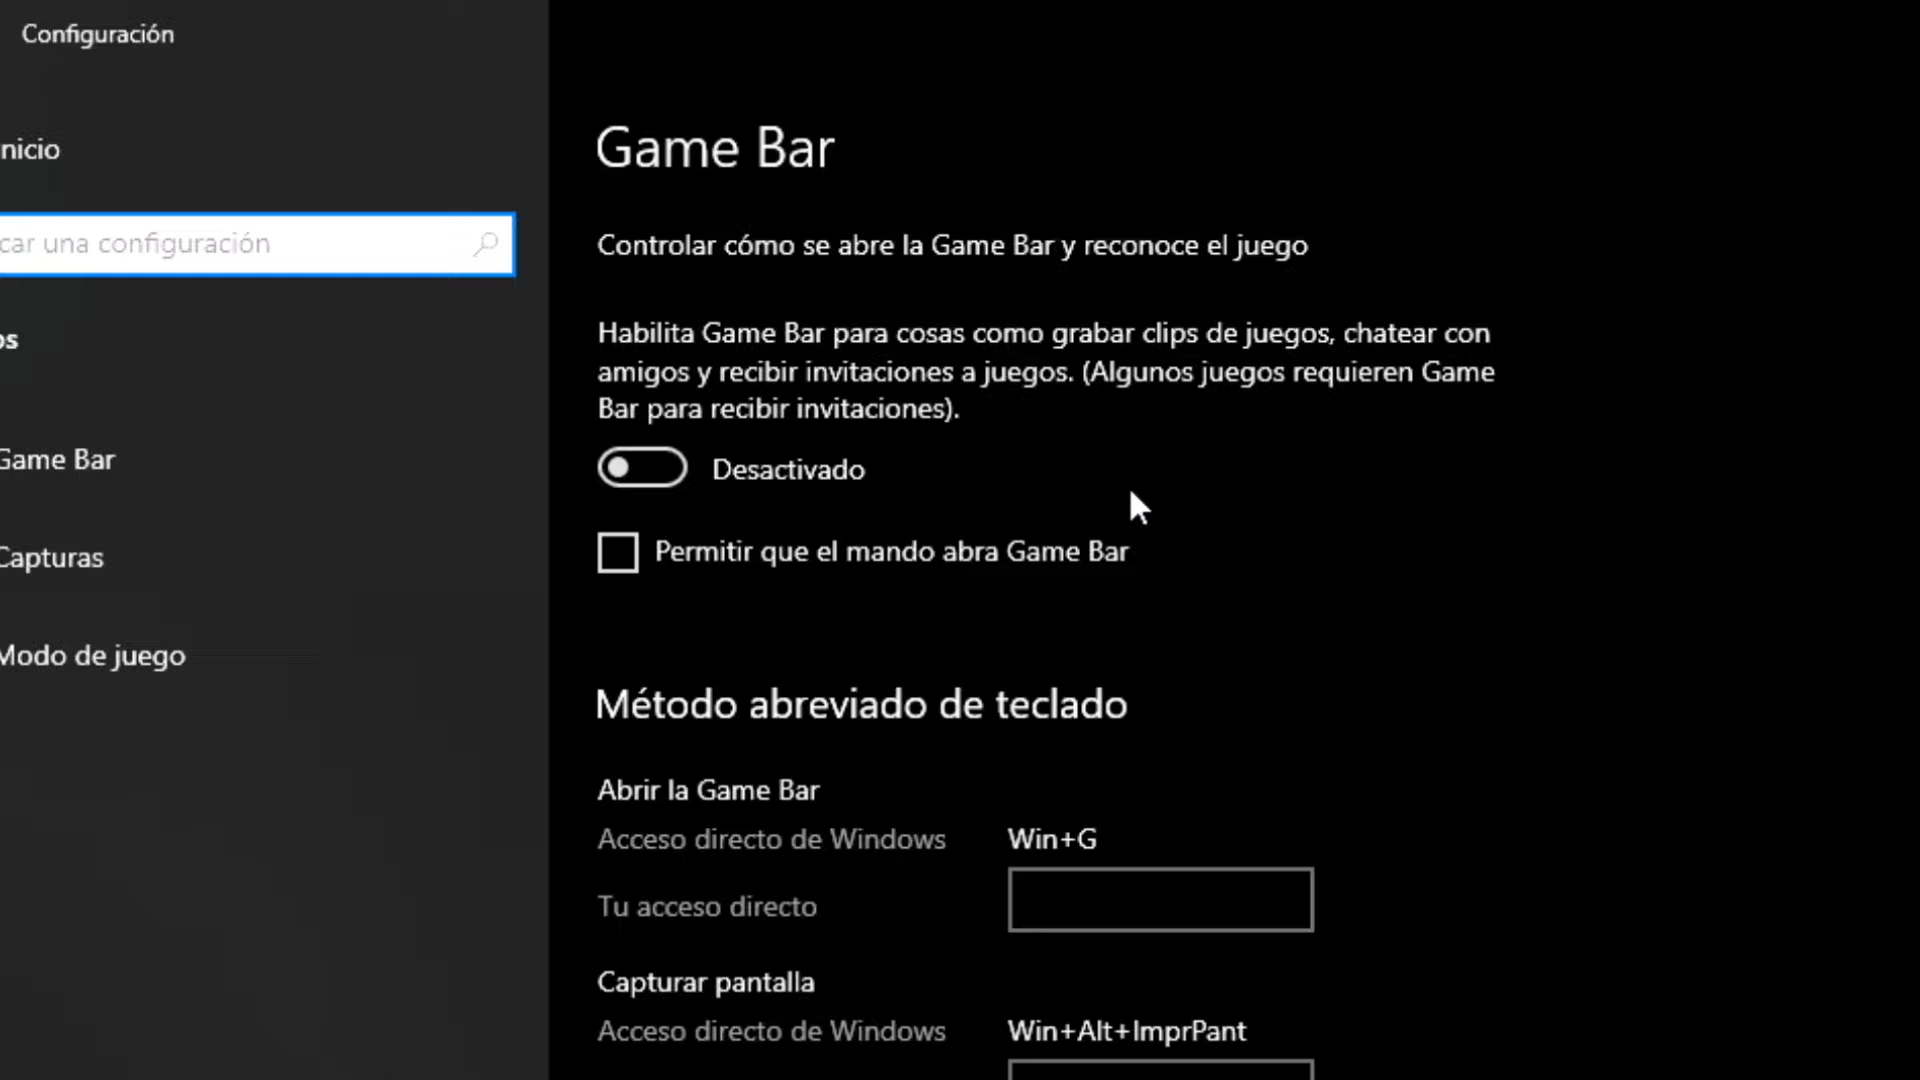 Configuración
nicio
car una configuración
os
Game Bar
Capturas
Modo de juego
Game Bar
Controlar cómo se abre la Game Bar y reconoce el juego
Habilita Game Bar para cosas como grabar clips de juegos, chatear con
amigos y recibir invitaciones a juegos. (Algunos juegos requieren Game
Bar para recibir invitaciones).
Desactivado
Permitir que el mando abra Game Bar
Método abreviado de teclado
Abrir la Game Bar
Acceso directo de Windows Win+G
Tu acceso directo
Capturar pantalla
Acceso directo de Windows Win+Alt+ImprPant